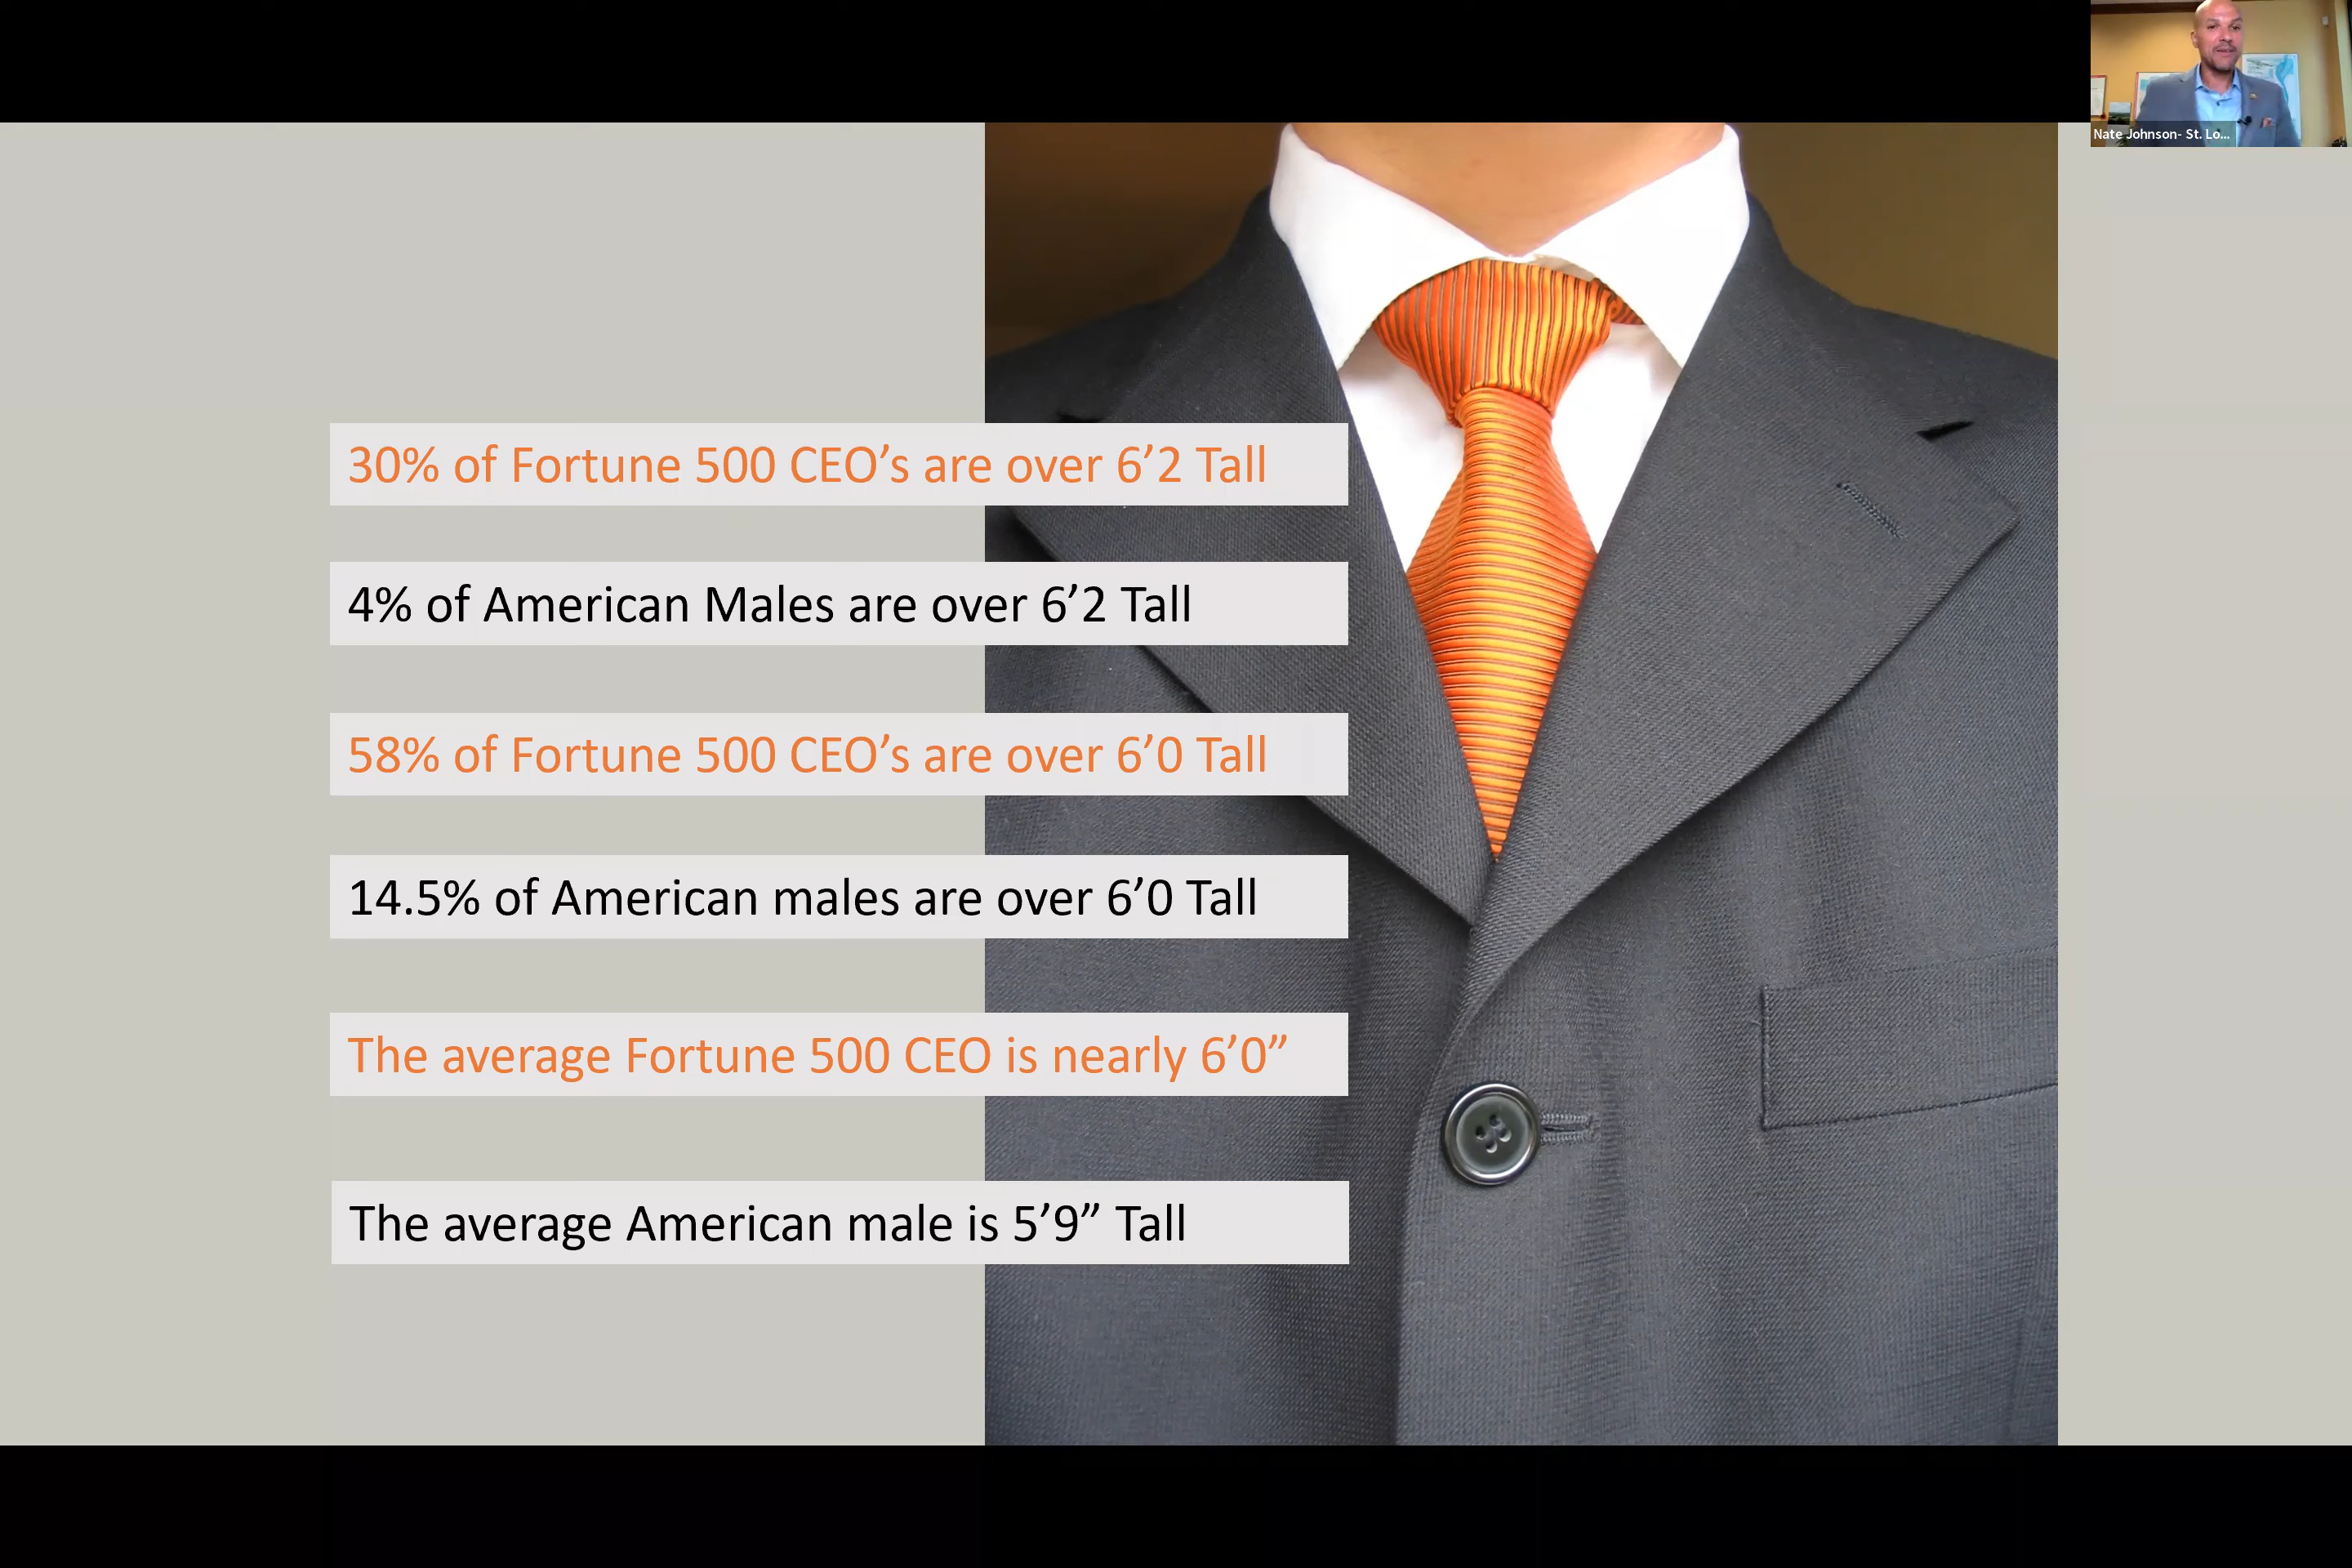 30% of Fortune 500 CEO’s are over 6’2 Tall
4% of American Males are over 6’2 Tall
58% of Fortune 500 CEO’s are over 6’0 Tall
14.5% of American males are over 6’0 Tall
The average Fortune 500 CEO is nearly 6’0”
The average American male is 5’9” Tall
Nate Johnson- St. Lo...